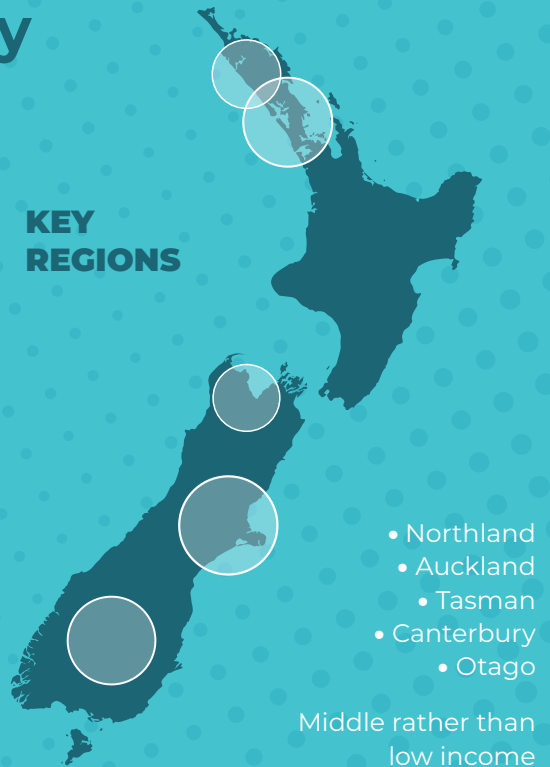 y
KEY
REGIONS
• Northland
• Auckland
• Tasman
• Canterbury
• Otago
Middle rather than
low income